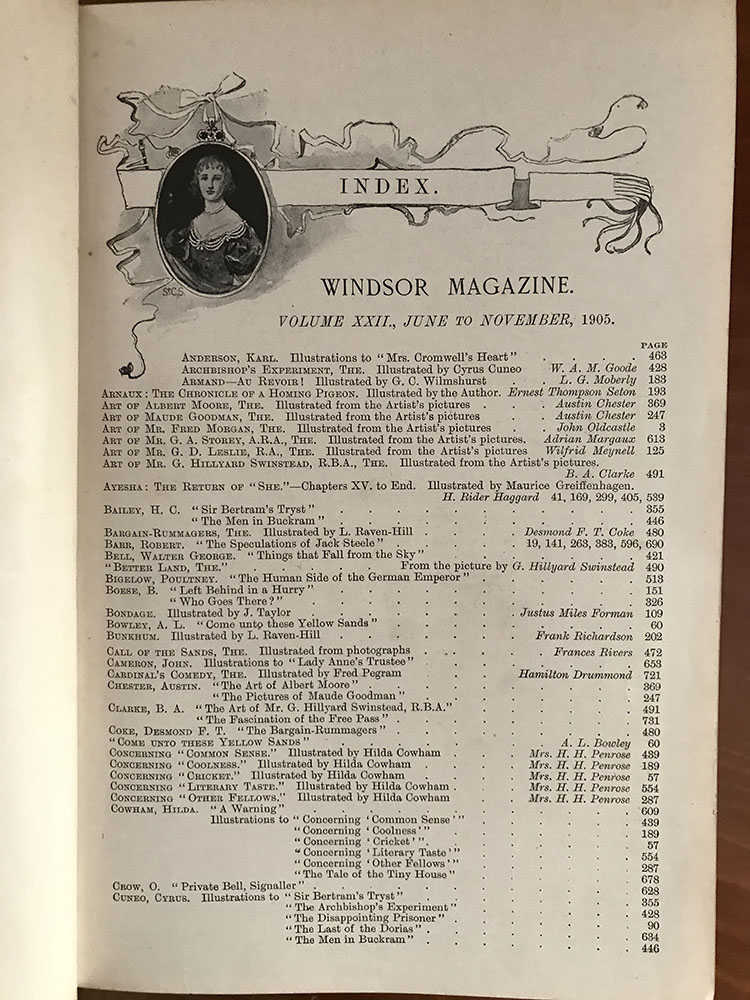 INDEX.
StCS
WINDSOR MAGAZINE.
VOLUME XXII., JUNE TO NOVEMBER, 1905.
PAGE
ANDERSON, KARL. Illustrations to "Mrs. Cromwell's Heart" . . . . 463
ARCHBISHOP'S EXPERIMENT, THE. Illustrated by Cyrus Cuneo W. A. M. Goode 428
ARMAND—AU REVOIR! Illustrated by G. C. Wilmshurst . . L. G. Moberly 183
ARNAUX: THE CHRONICLE OF A HOMING PIGEON. Illustrated by the Author. Ernest Thompson Seton 193
ART OF ALBERT MOORE, THE. Illustrated from the Artist's pictures . . . Austin Chester 369
ART OF MAUDE GOODMAN, THE. Illustrated from the Artist's pictures . . Austin Chester 247
ART OF MR. FRED MORGAN, THE. Illustrated from the Artist's pictures . . John Oldcastle 3
ART OF MR. G. A. STOREY, A.R.A., THE. Illustrated from the Artist's pictures. Adrian Margaux 613
ART OF MR. G. D. LESLIE, R.A., THE. Illustrated from the Artist's pictures Wilfrid Meynell 125
ART OF MR. G. HILLYARD SWINSTEAD, R.B.A., THE. Illustrated from the Artist's pictures.
B. A. Clarke 491
AYESHA: THE RETURN OF "SHE."—Chapters XV. to End. Illustrated by Maurice Greiffenhagen.
H. Rider Haggard 41, 169, 299, 405, 539
BAILEY, H. C. "Sir Bertram's Tryst" . . . . . . . . 355
"The Men in Buckram" . . . . . . . . 446
BARGAIN-RUMMAGERS, THE. Illustrated by L. Raven-Hill . . . . Desmond F. T. Coke 480
BARR, ROBERT. "The Speculations of Jack Steele" . . . . 19, 141, 263, 383, 596, 690
BELL, WALTER GEORGE. "Things that Fall from the Sky" . . . . . . 421
"BETTER LAND, THE." . . . . . From the picture by G. Hillyard Swinstead 490
BIGELOW, POULTNEY. "The Human Side of the German Emperor" . . . . . 513
BOESE, B. "Left Behind in a Hurry" . . . . . . . . 151
"Who Goes There?" . . . . . . . . 326
BONDAGE. Illustrated by J. Taylor . . . . . . Justus Miles Forman 109
BOWLEY, A. L. "Come unto these Yellow Sands" . . . . . . . 60
BUNKHUM. Illustrated by L. Raven-Hill . . . . . . Frank Richardson 202
CALL OF THE SANDS, THE. Illustrated from photographs . . . . Frances Rivers 472
CAMERON, JOHN. Illustrations to "Lady Anne's Trustee" . . . . . . 653
CARDINAL'S COMEDY, THE. Illustrated by Fred Pegram . . . . Hamilton Drummond 721
CHESTER, AUSTIN. "The Art of Albert Moore" . . . . . . . 369
"The Pictures of Maude Goodman" . . . . . . 247
CLARKE, B. A. "The Art of Mr. G. Hillyard Swinstead, R.B.A." . . . . . 491
"The Fascination of the Free Pass" . . . . . . 731
COKE, DESMOND F. T. "The Bargain-Rummagers" . . . . . . 480
"COME UNTO THESE YELLOW SANDS" . . . . . . A. L. Bowley 60
CONCERNING "COMMON SENSE." Illustrated by Hilda Cowham . . . Mrs. H. H. Penrose 489
CONCERNING "COOLNESS." Illustrated by Hilda Cowham . . . . Mrs. H. H. Penrose 189
CONCERNING "CRICKET." Illustrated by Hilda Cowham . . . . Mrs. H. H. Penrose 57
CONCERNING "LITERARY TASTE." Illustrated by Hilda Cowham . . . Mrs. H. H. Penrose 554
CONCERNING "OTHER FELLOWS." Illustrated by Hilda Cowham . . . Mrs. H. H. Penrose 287
COWHAM, HILDA. "A Warning" . . . . . . . . 609
Illustrations to "Concerning 'Common Sense'" . . . . . 439
"Concerning 'Coolness'" . . . . . . 189
"Concerning 'Cricket'" . . . . . . 57
"Concerning 'Literary Taste'" . . . . . 554
"Concerning 'Other Fellows'" . . . . . 287
"The Tale of the Tiny House" . . . . . 678
CROW, O. "Private Bell, Signaller" . . . . . . . . 628
CUNEO, CYRUS. Illustrations to "Sir Bertram's Tryst" . . . . . . 355
"The Archbishop's Experiment" . . . . . 428
"The Disappointing Prisoner" . . . . . 90
"The Last of the Dorias" . . . . . . 634
"The Men in Buckram" . . . . . . 446